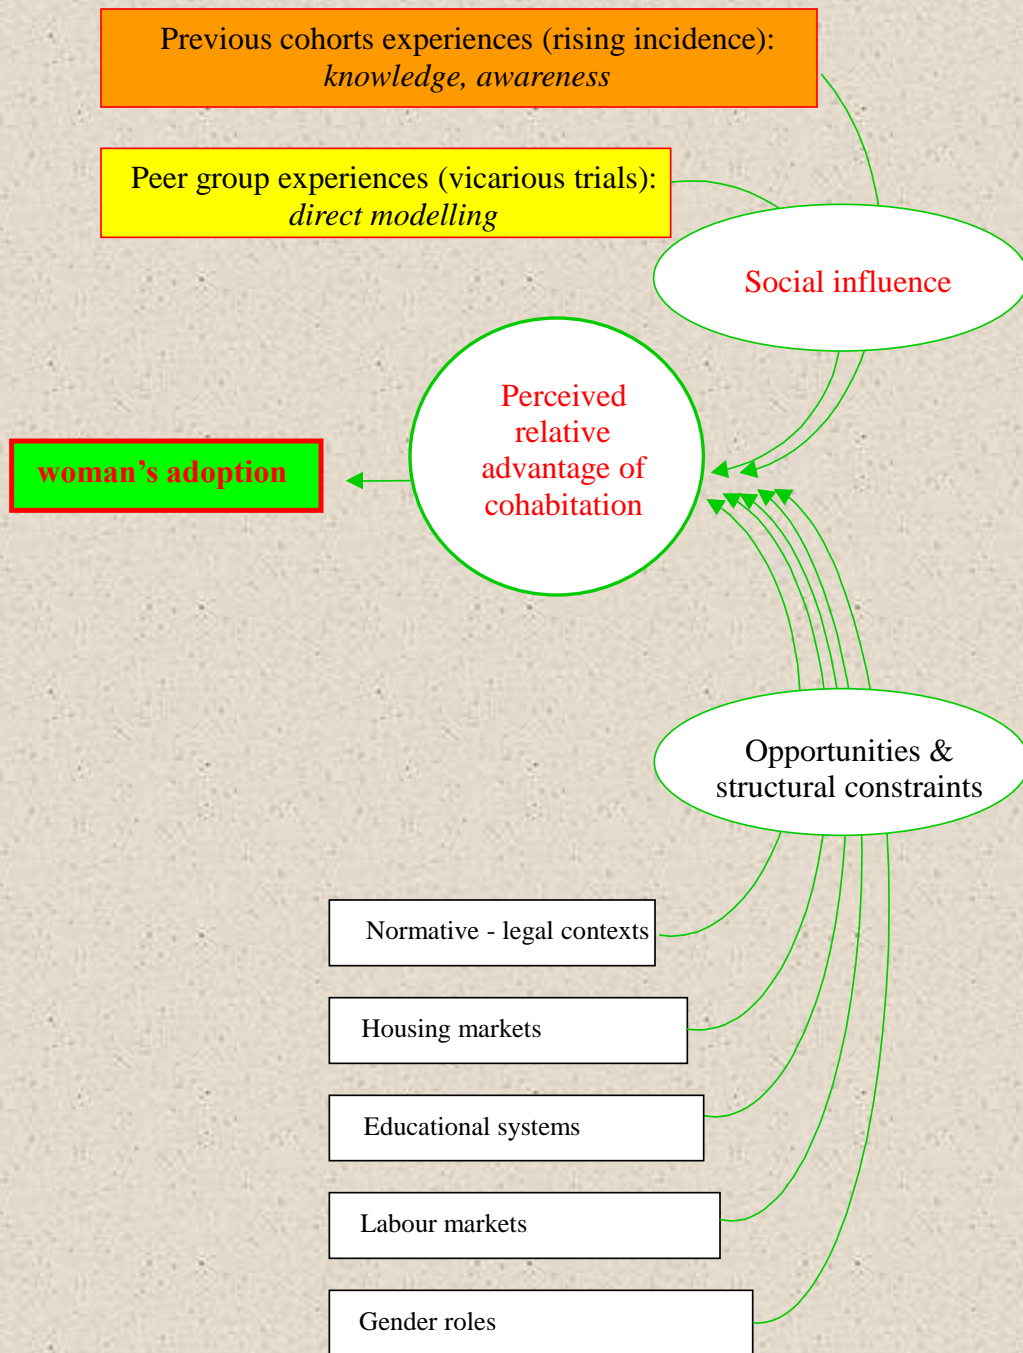 Previous cohorts experiences (rising incidence):
knowledge, awareness
Peer group experiences (vicarious trials):
direct modelling
Social influence
Perceived
relative
advantage of
cohabitation
woman’s adoption
Opportunities &
structural constraints
Normative - legal contexts
Housing markets
Educational systems
Labour markets
Gender roles